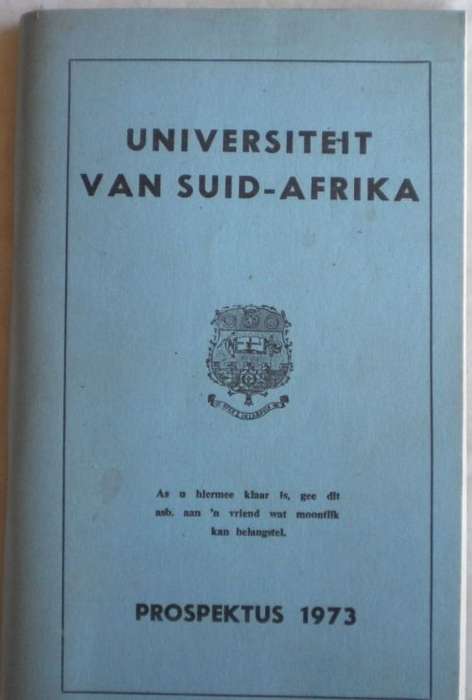 UNIVERSITEIT
VAN SUID-AFRIKA
As u hiermee klaar is, gee dit
asb. aan 'n vriend wat moontlik
kan belangstel.
PROSPEKTUS 1973